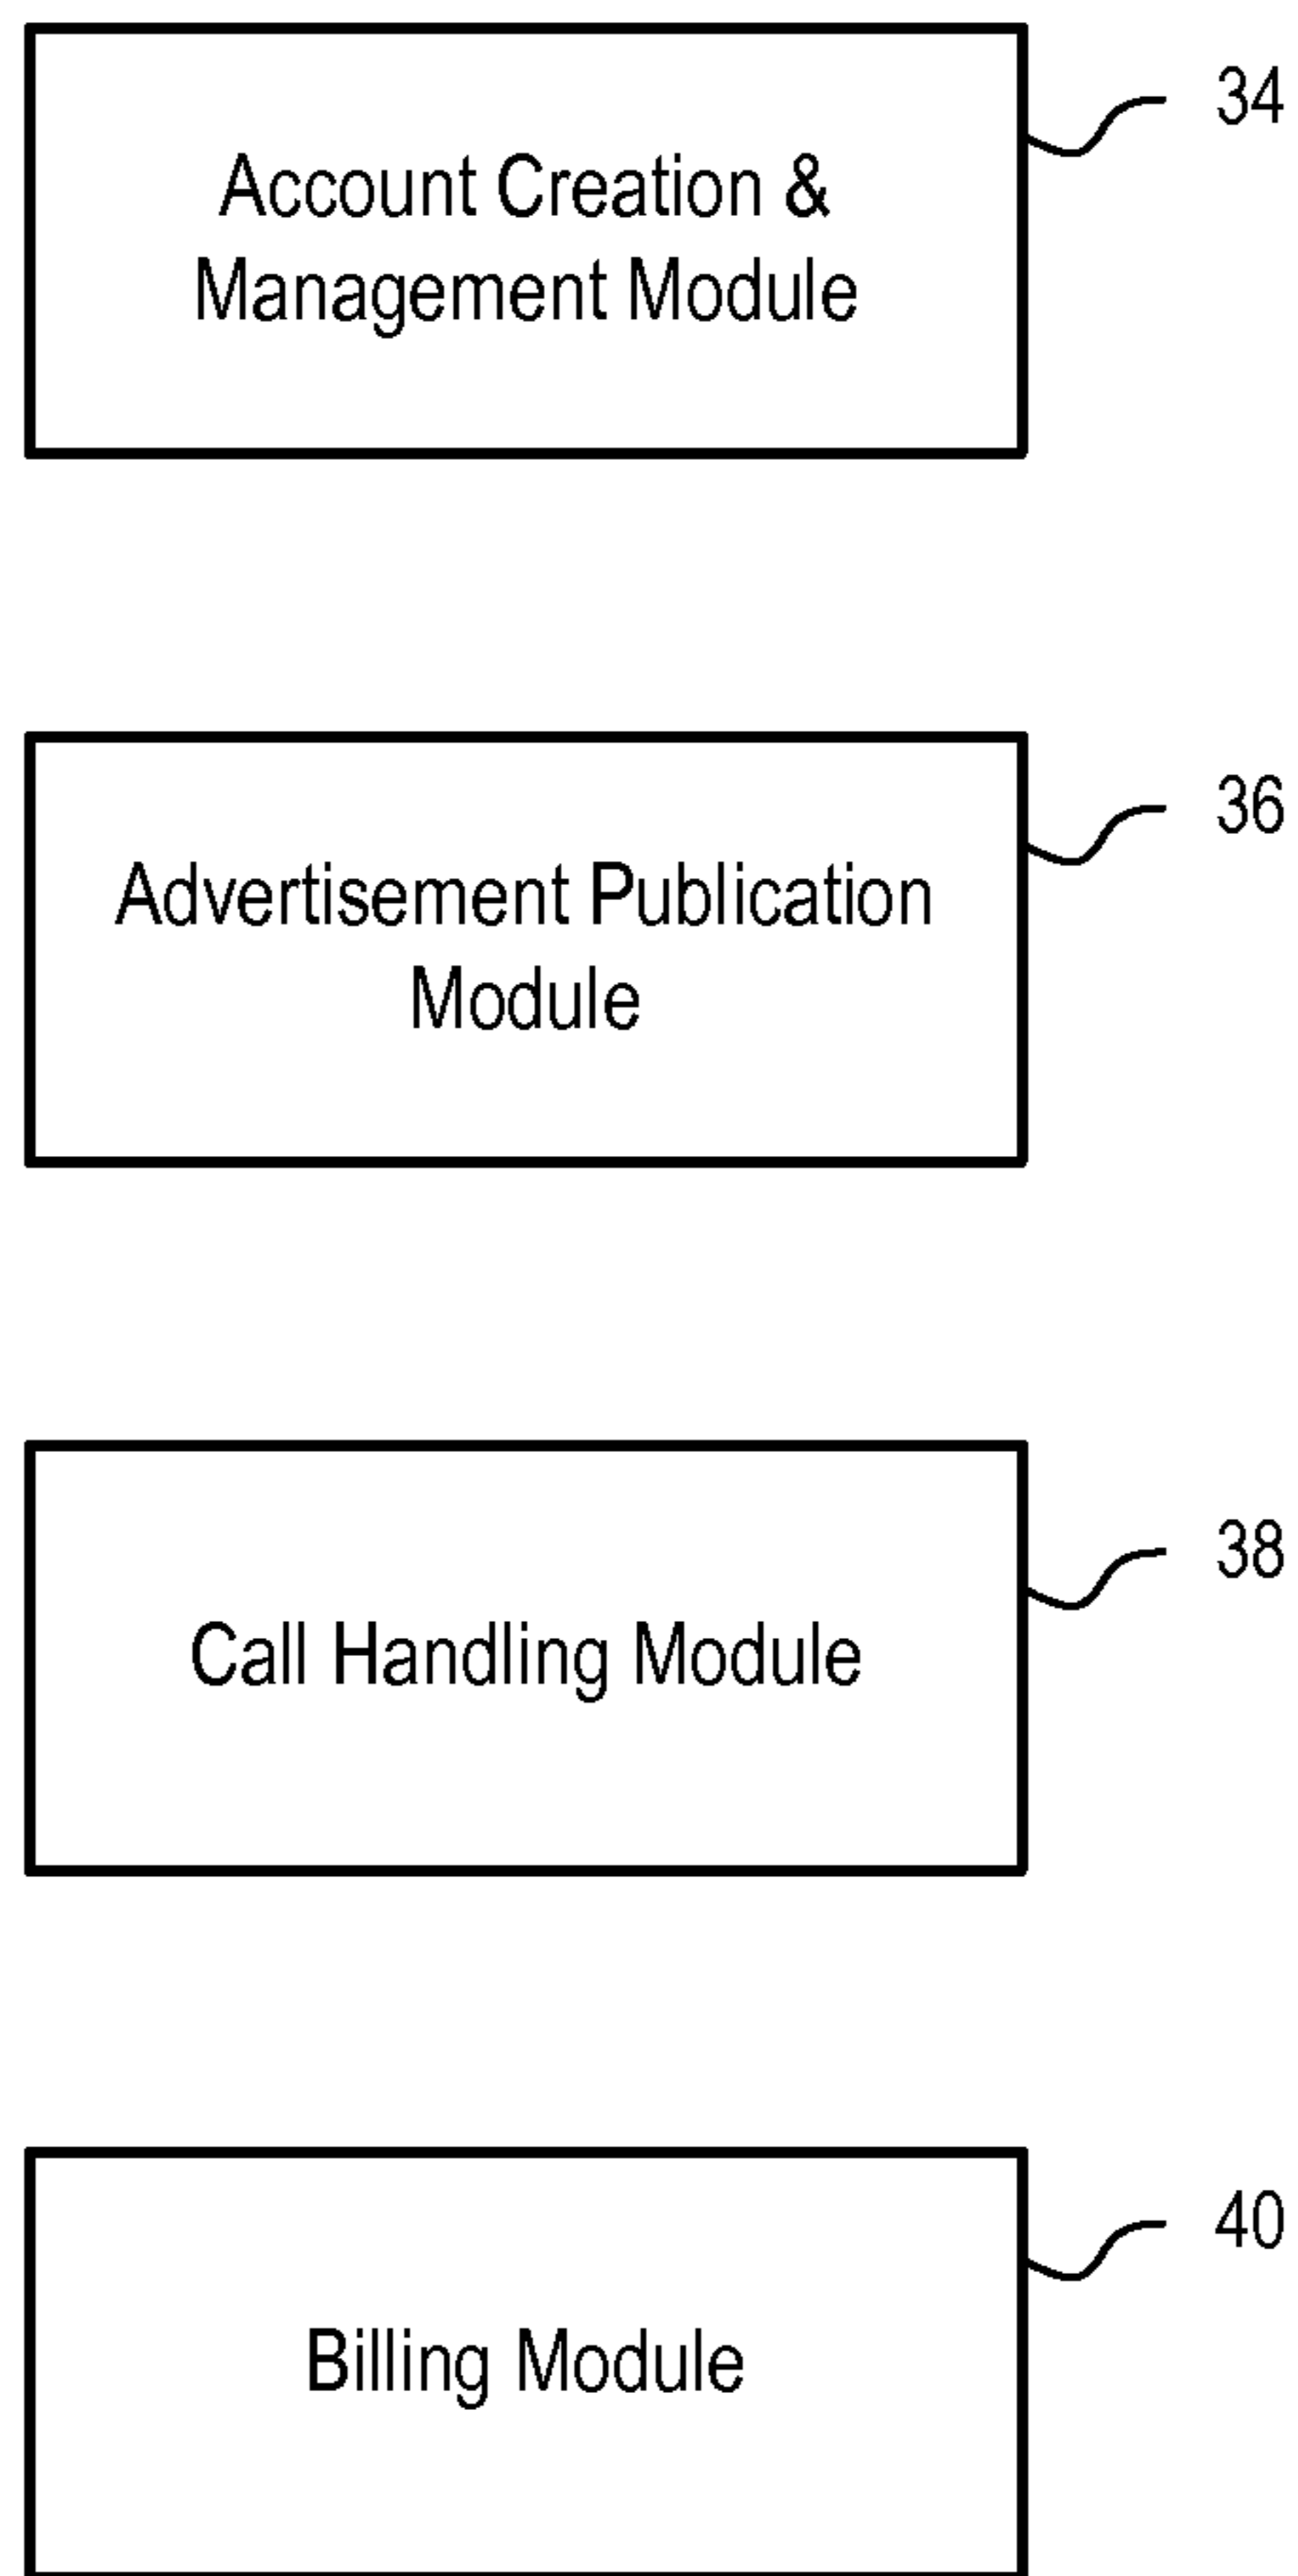 34
Account Creation &
Management Module
36
Advertisement Publication
Module
38
Call Handling Module
40
Billing Module